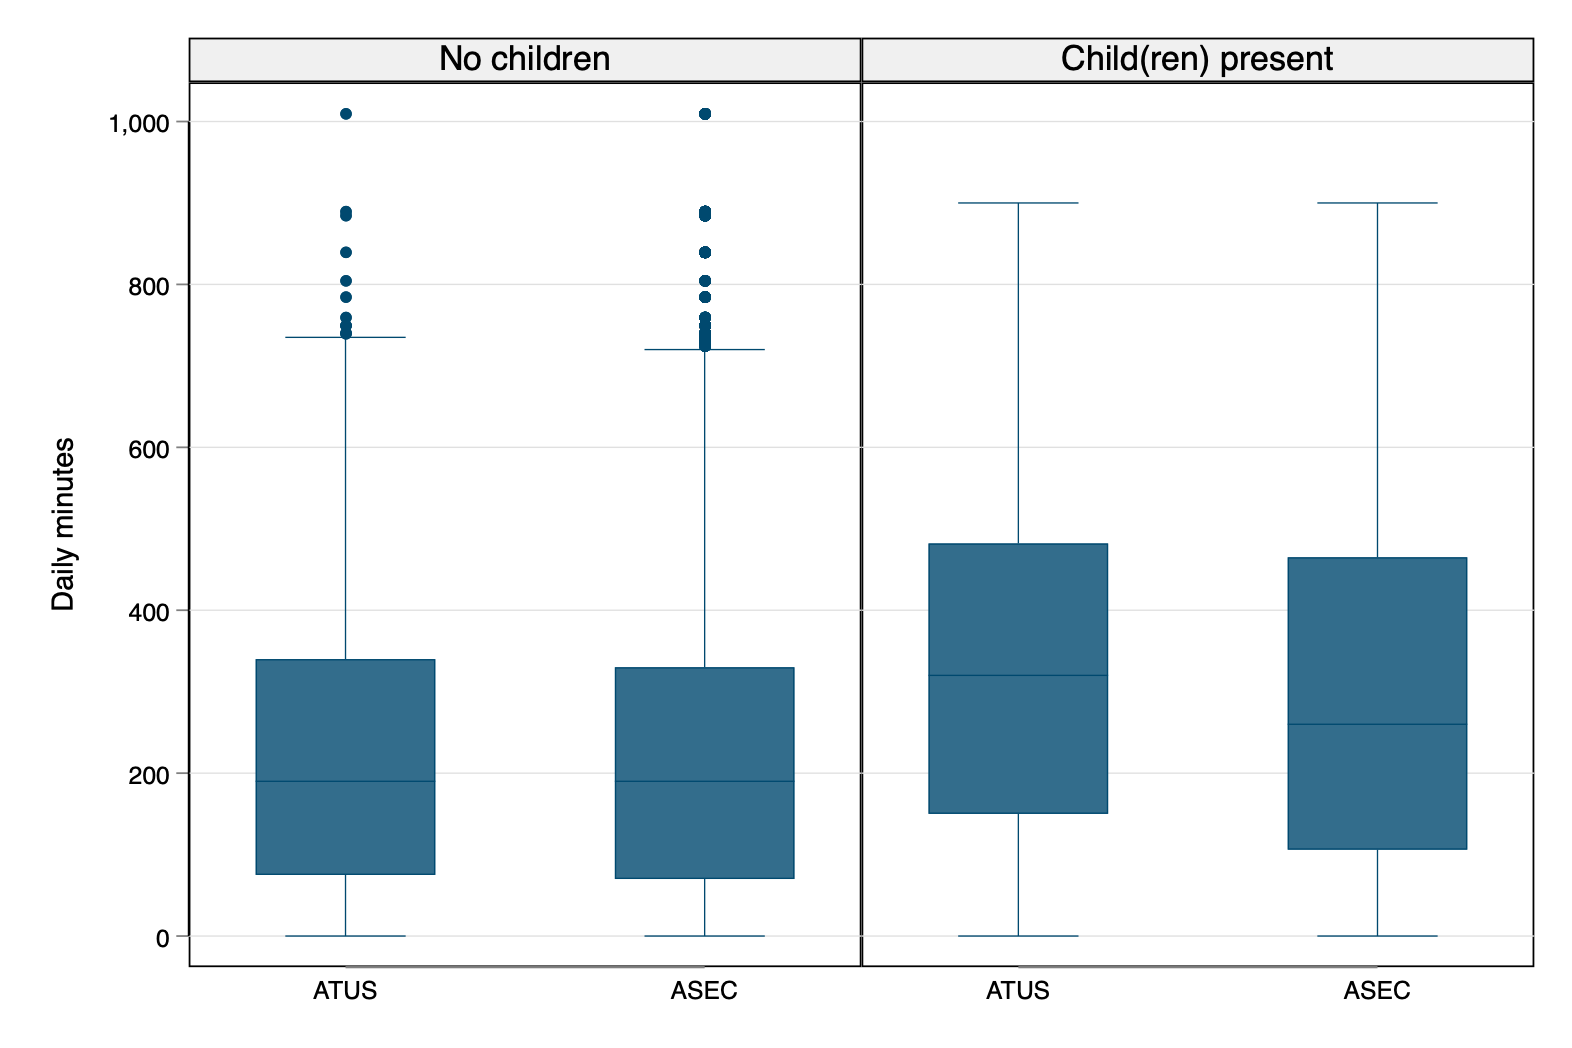 No children
Child(ren) present
Daily minutes
1,000
800
600
400
200
0
ATUS
ASEC
ATUS
ASEC